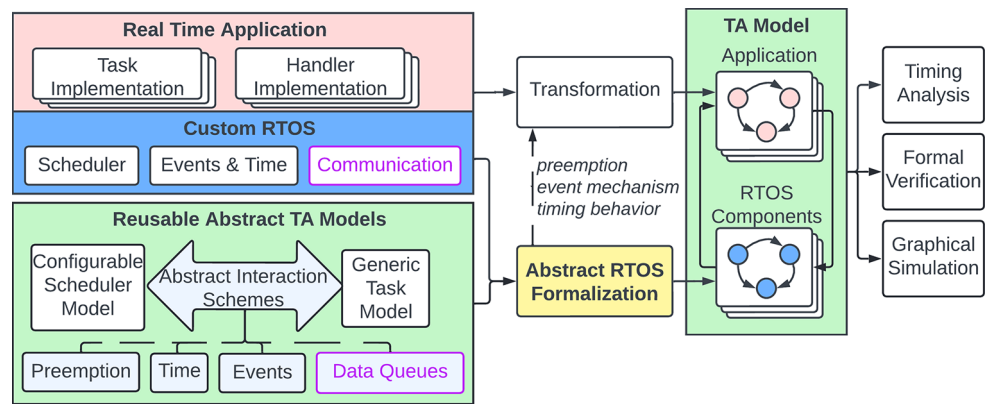 Real Time Application
Task
Implementation
Handler
Implementation
Custom RTOS
Scheduler
Events & Time
Communication
Reusable Abstract TA Models
Configurable
Scheduler
Model
Abstract Interaction
Schemes
Generic
Task
Model
Preemption
Time
Events
Data Queues
Transformation
preemption
event mechanism
timing behavior
Abstract RTOS
Formalization
TA Model
Application
RTOS
Components
Timing
Analysis
Formal
Verification
Graphical
Simulation